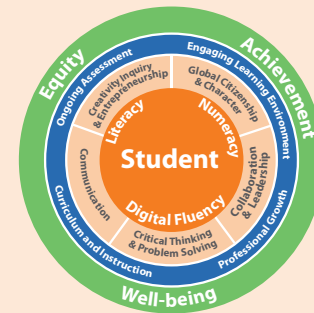 Equity
Achievement
Well-being
Ongoing Assessment
Engaging Learning Environment
Curriculum and Instruction
Professional Growth
Creativity Inquiry
& Entrepreneurship
Global Citizenship
& Character
Communication
Collaboration
& Leadership
Critical Thinking
& Problem Solving
Literacy
Numeracy
Student
Digital Fluency